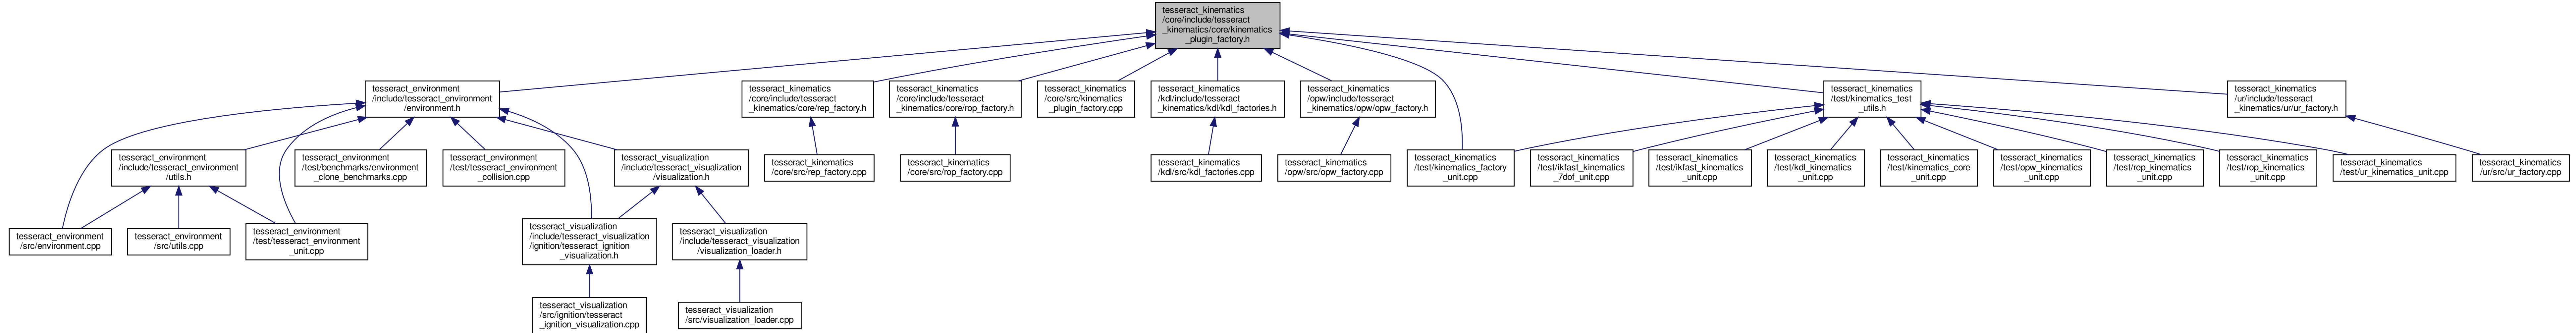 tesseract_kinematics
/core/include/tesseract
_kinematics/core/kinematics
_plugin_factory.h
tesseract_environment
/include/tesseract_environment
/environment.h
tesseract_kinematics
/core/include/tesseract
_kinematics/core/rep_factory.h
tesseract_kinematics
/core/include/tesseract
_kinematics/core/rop_factory.h
tesseract_kinematics
/core/src/kinematics
_plugin_factory.cpp
tesseract_kinematics
/kdl/include/tesseract
_kinematics/kdl/kdl_factories.h
tesseract_kinematics
/opw/include/tesseract
_kinematics/opw/opw_factory.h
tesseract_kinematics
/test/kinematics_test
_utils.h
tesseract_kinematics
/ur/include/tesseract
_kinematics/ur/ur_factory.h
tesseract_environment
/include/tesseract_environment
/utils.h
tesseract_environment
/test/benchmarks/environment
_clone_benchmarks.cpp
tesseract_environment
/test/tesseract_environment
_collision.cpp
tesseract_visualization
/include/tesseract_visualization
/visualization.h
tesseract_kinematics
/core/src/rep_factory.cpp
tesseract_kinematics
/core/src/rop_factory.cpp
tesseract_kinematics
/kdl/src/kdl_factories.cpp
tesseract_kinematics
/opw/src/opw_factory.cpp
tesseract_kinematics
/test/kinematics_factory
_unit.cpp
tesseract_kinematics
/test/ikfast_kinematics
_7dof_unit.cpp
tesseract_kinematics
/test/ikfast_kinematics
_unit.cpp
tesseract_kinematics
/test/kdl_kinematics
_unit.cpp
tesseract_kinematics
/test/kinematics_core
_unit.cpp
tesseract_kinematics
/test/opw_kinematics
_unit.cpp
tesseract_kinematics
/test/rep_kinematics
_unit.cpp
tesseract_kinematics
/test/rop_kinematics
_unit.cpp
tesseract_kinematics
/test/ur_kinematics_unit.cpp
tesseract_kinematics
/ur/src/ur_factory.cpp
tesseract_environment
/src/environment.cpp
tesseract_environment
/src/utils.cpp
tesseract_environment
/test/tesseract_environment
_unit.cpp
tesseract_visualization
/include/tesseract_visualization
/ignition/tesseract_ignition
_visualization.h
tesseract_visualization
/include/tesseract_visualization
/visualization_loader.h
tesseract_visualization
/src/ignition/tesseract
_ignition_visualization.cpp
tesseract_visualization
/src/visualization_loader.cpp